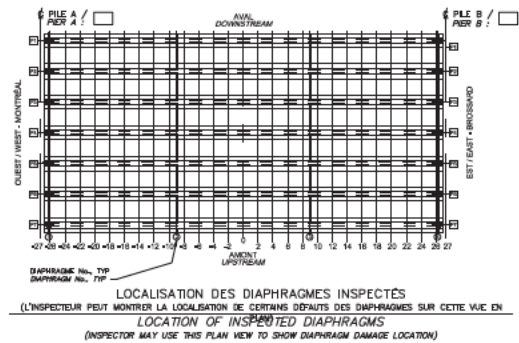 PILE A /
PIER A :
AVAL
DOWNSTREAM
PILE B /
PIER B :
OUEST / WEST - MONTRÉAL
EST / EAST - BROSSARD
-27 -26 -24 -22 -20 -18 -16 -14 -12 -10 -8 -6 -4 -2 0 2 4 6 8 10 12 14 16 18 20 22 24 26 27
AMONT
UPSTREAM
DIAPHRAGME No., TYP
DIAPHRAGM No., TYP
LOCALISATION DES DIAPHRAGMES INSPECTÉS
(L'INSPECTEUR PEUT MONTRER LA LOCALISATION DE CERTAINS DÉFAUTS DES DIAPHRAGMES SUR CETTE VUE EN
PLAN)
LOCATION OF INSPECTED DIAPHRAGMS
(INSPECTOR MAY USE THIS PLAN VIEW TO SHOW DIAPHRAGM DAMAGE LOCATION)